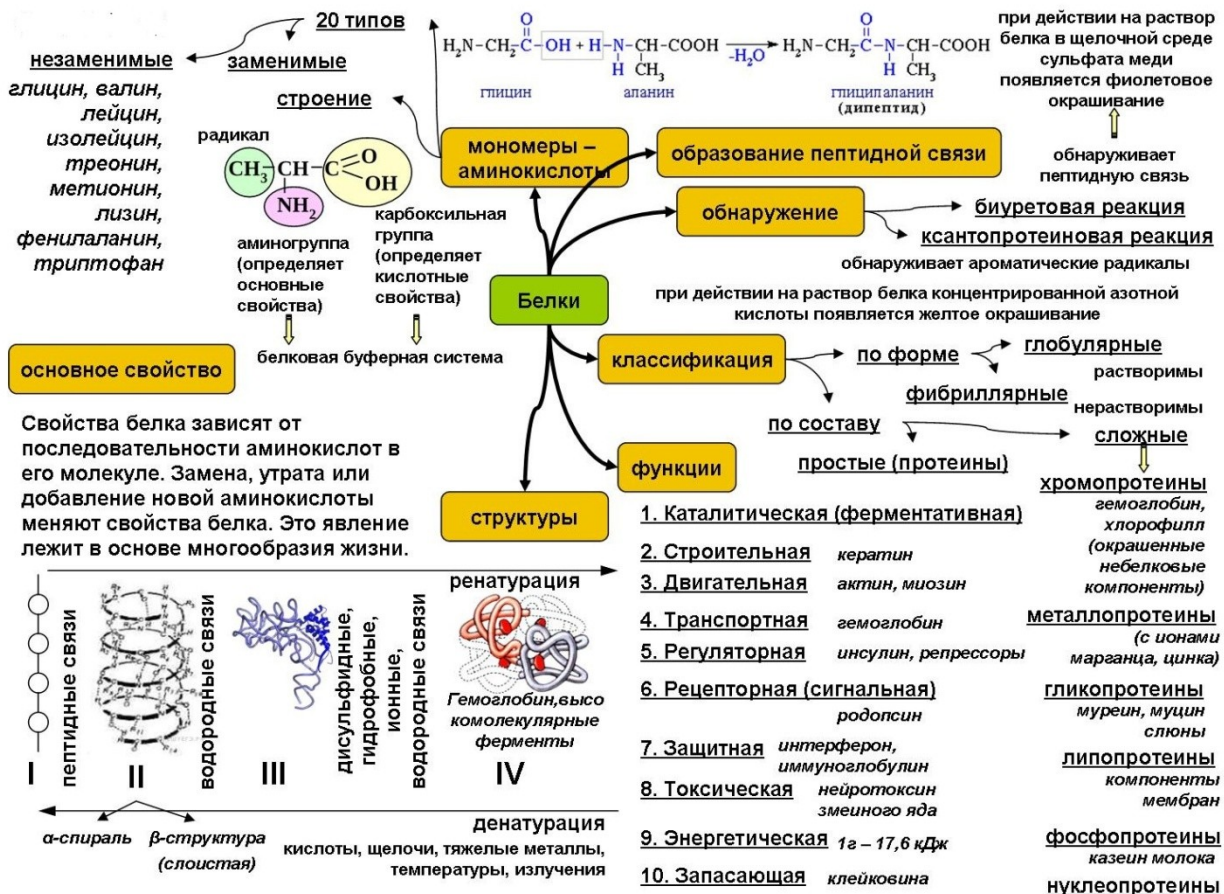 20 типов
незаменимые
заменимые
глицин, валин,
лейцин,
изолейцин,
треонин,
метионин,
лизин,
фенилаланин,
триптофан
строение
радикал
CH₃ – CH – C
O
OH
NH₂
аминогруппа
(определяет
основные
свойства)
карбоксильная
группа
(определяет
кислотные
свойства)
белковая буферная система
O
H₂N–CH₂–C–OH + H–N–CH–COOH
H CH₃
-H₂O
O
H₂N–CH₂–C–N–CH–COOH
H CH₃
глицин
аланин
глицилаланин
(дипептид)
при действии на раствор
белка в щелочной среде
сульфата меди
появляется фиолетовое
окрашивание
обнаруживает
пептидную связь
мономеры –
аминокислоты
образование пептидной связи
обнаружение
биуретовая реакция
ксантопротеиновая реакция
обнаруживает ароматические радикалы
при действии на раствор белка концентрированной азотной
кислоты появляется желтое окрашивание
Белки
классификация
по форме
глобулярные
растворимы
фибриллярные
нерастворимы
по составу
сложные
простые (протеины)
функции
структуры
основное свойство
Свойства белка зависят от
последовательности аминокислот в
его молекуле. Замена, утрата или
добавление новой аминокислоты
меняют свойства белка. Это явление
лежит в основе многообразия жизни.
ренатурация
I
пептидные связи
II
водородные связи
III
дисульфидные,
гидрофобные,
ионные,
водородные связи
IV
Гемоглобин,высо
комолекулярные
ферменты
α-спираль
β-структура
(слоистая)
денатурация
кислоты, щелочи, тяжелые металлы,
температуры, излучения
1. Каталитическая (ферментативная)
2. Строительная кератин
3. Двигательная актин, миозин
4. Транспортная гемоглобин
5. Регуляторная инсулин, репрессоры
6. Рецепторная (сигнальная)
родопсин
7. Защитная интерферон,
иммуноглобулин
8. Токсическая нейротоксин
змеиного яда
9. Энергетическая 1г – 17,6 кДж
10. Запасающая клейковина
хромопротеины
гемоглобин,
хлорофилл
(окрашенные
небелковые
компоненты)
металлопротеины
(с ионами
марганца, цинка)
гликопротеины
муреин, муцин
слюны
липопротеины
компоненты
мембран
фосфопротеины
казеин молока
нуклеопротеины